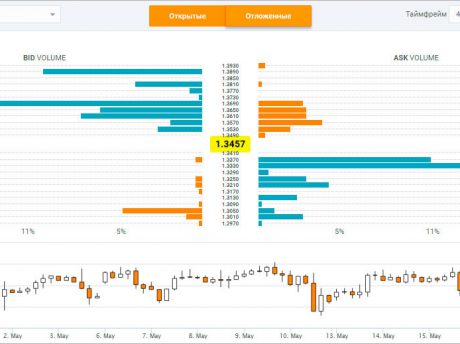 Открытые
Отложенные
Таймфрейм
BID VOLUME
ASK VOLUME
1.3930
1.3890
1.3850
1.3810
1.3770
1.3730
1.3690
1.3650
1.3610
1.3570
1.3530
1.3490
1.3457
1.3410
1.3370
1.3330
1.3290
1.3250
1.3210
1.3170
1.3130
1.3090
1.3050
1.3010
1.2970
11%
5%
5%
11%
2. May
3. May
6. May
7. May
8. May
9. May
10. May
13. May
14. May
15. May